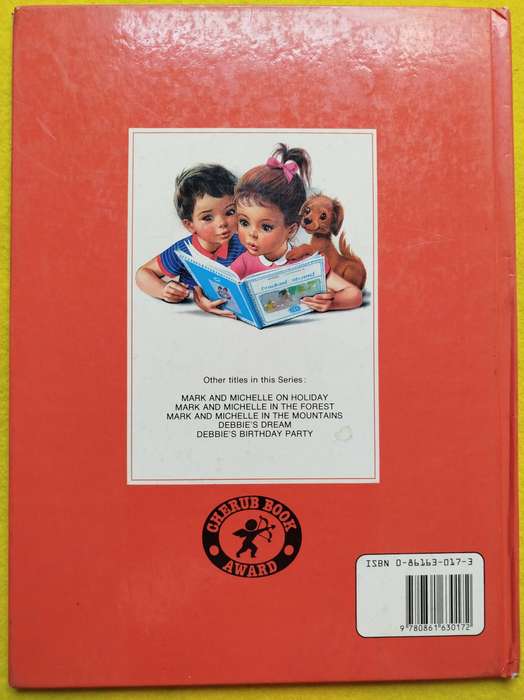 Other titles in this Series:
MARK AND MICHELLE ON HOLIDAY
MARK AND MICHELLE IN THE FOREST
MARK AND MICHELLE IN THE MOUNTAINS
DEBBIE'S DREAM
DEBBIE'S BIRTHDAY PARTY
CHERUB BOOK
AWARD
ISBN 0-86163-017-3
9 780861 630172